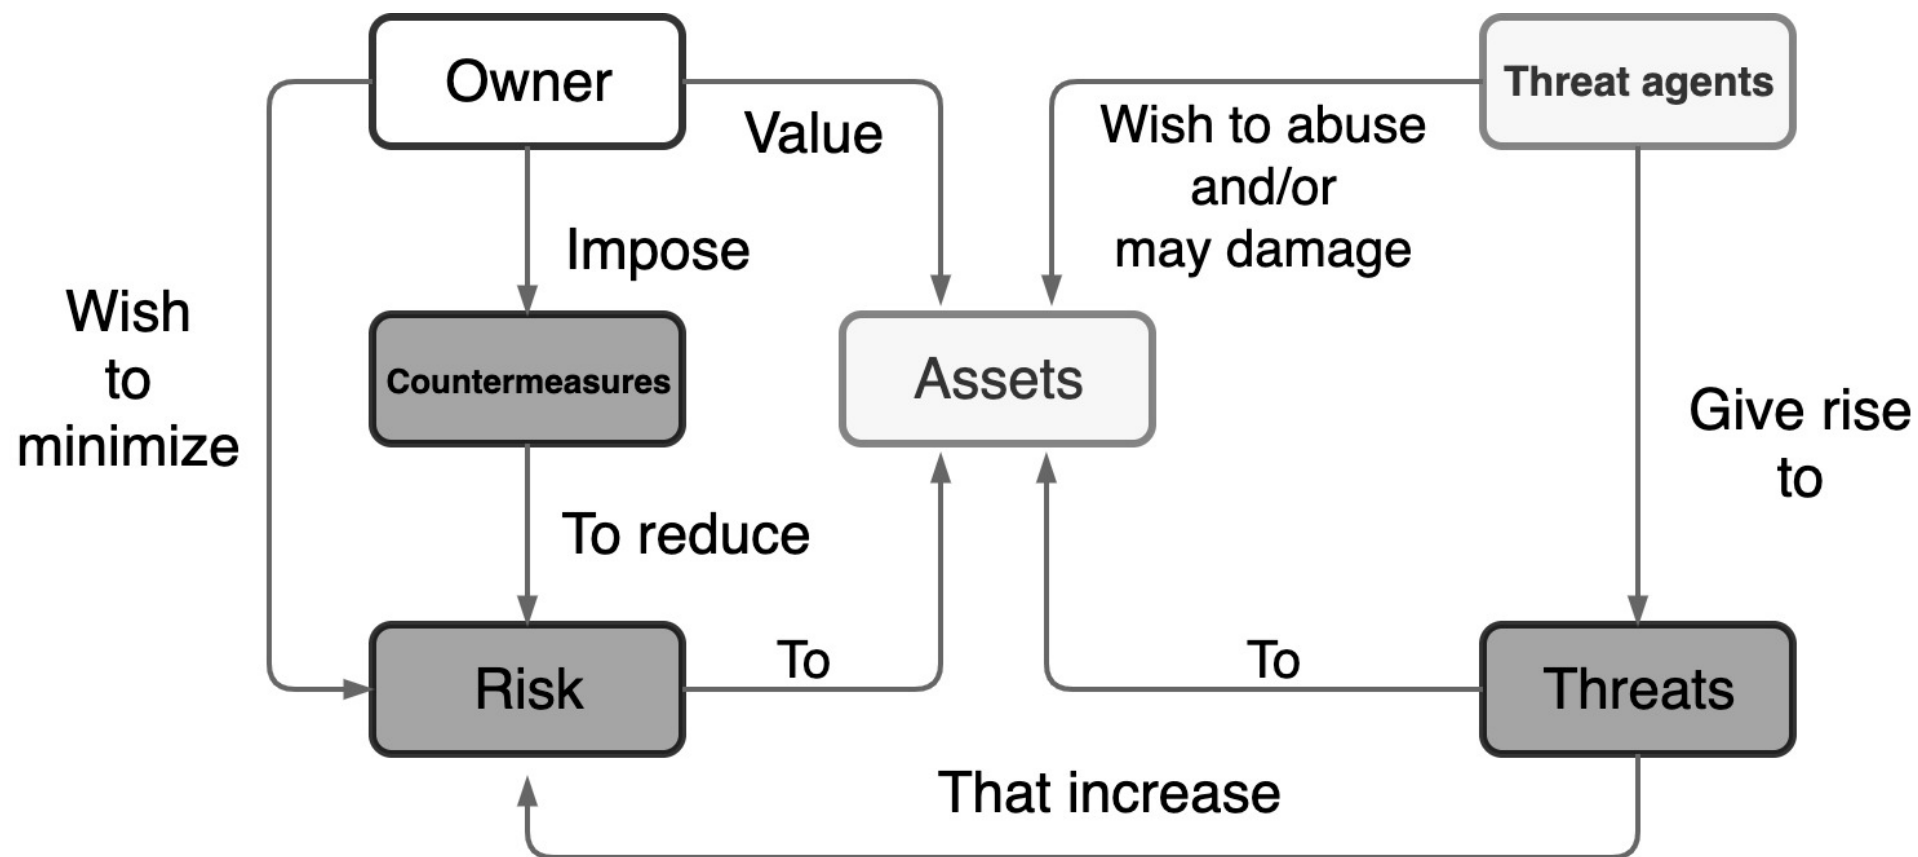 Owner
Threat agents
Value
Wish to abuse
and/or
may damage
Impose
Wish
to
minimize
Countermeasures
Assets
Give rise
to
To reduce
Risk
To
To
Threats
That increase